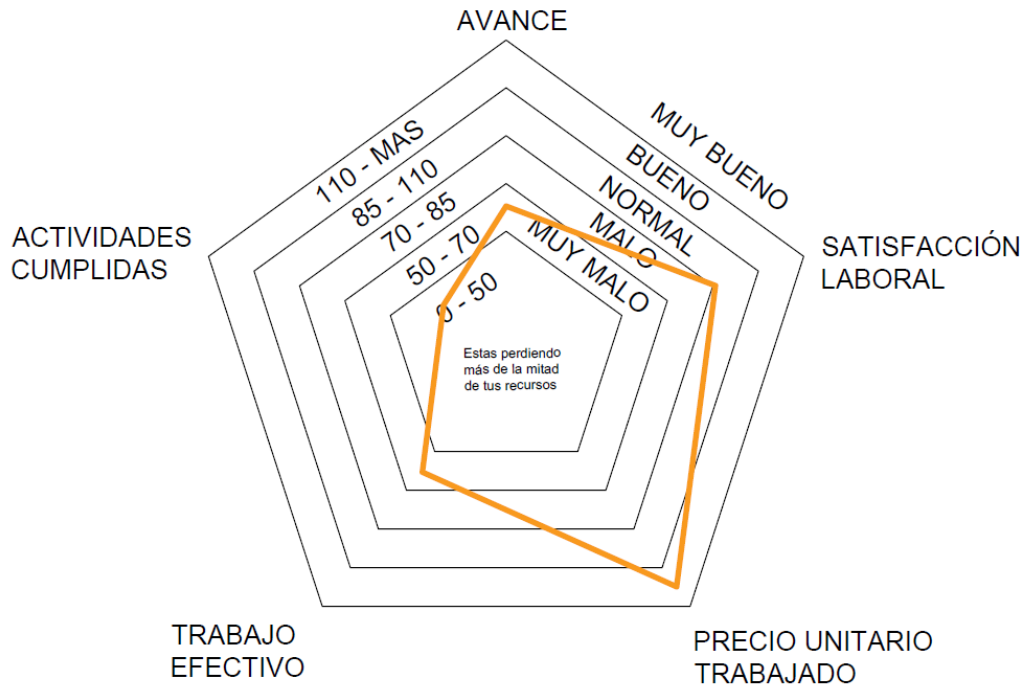 AVANCE
110 - MAS
85 - 110
70 - 85
50 - 70
0 - 50
MUY BUENO
BUENO
NORMAL
MALO
MUY MALO
ACTIVIDADES
CUMPLIDAS
SATISFACCIÓN
LABORAL
Estas perdiendo
más de la mitad
de tus recursos
TRABAJO
EFECTIVO
PRECIO UNITARIO
TRABAJADO